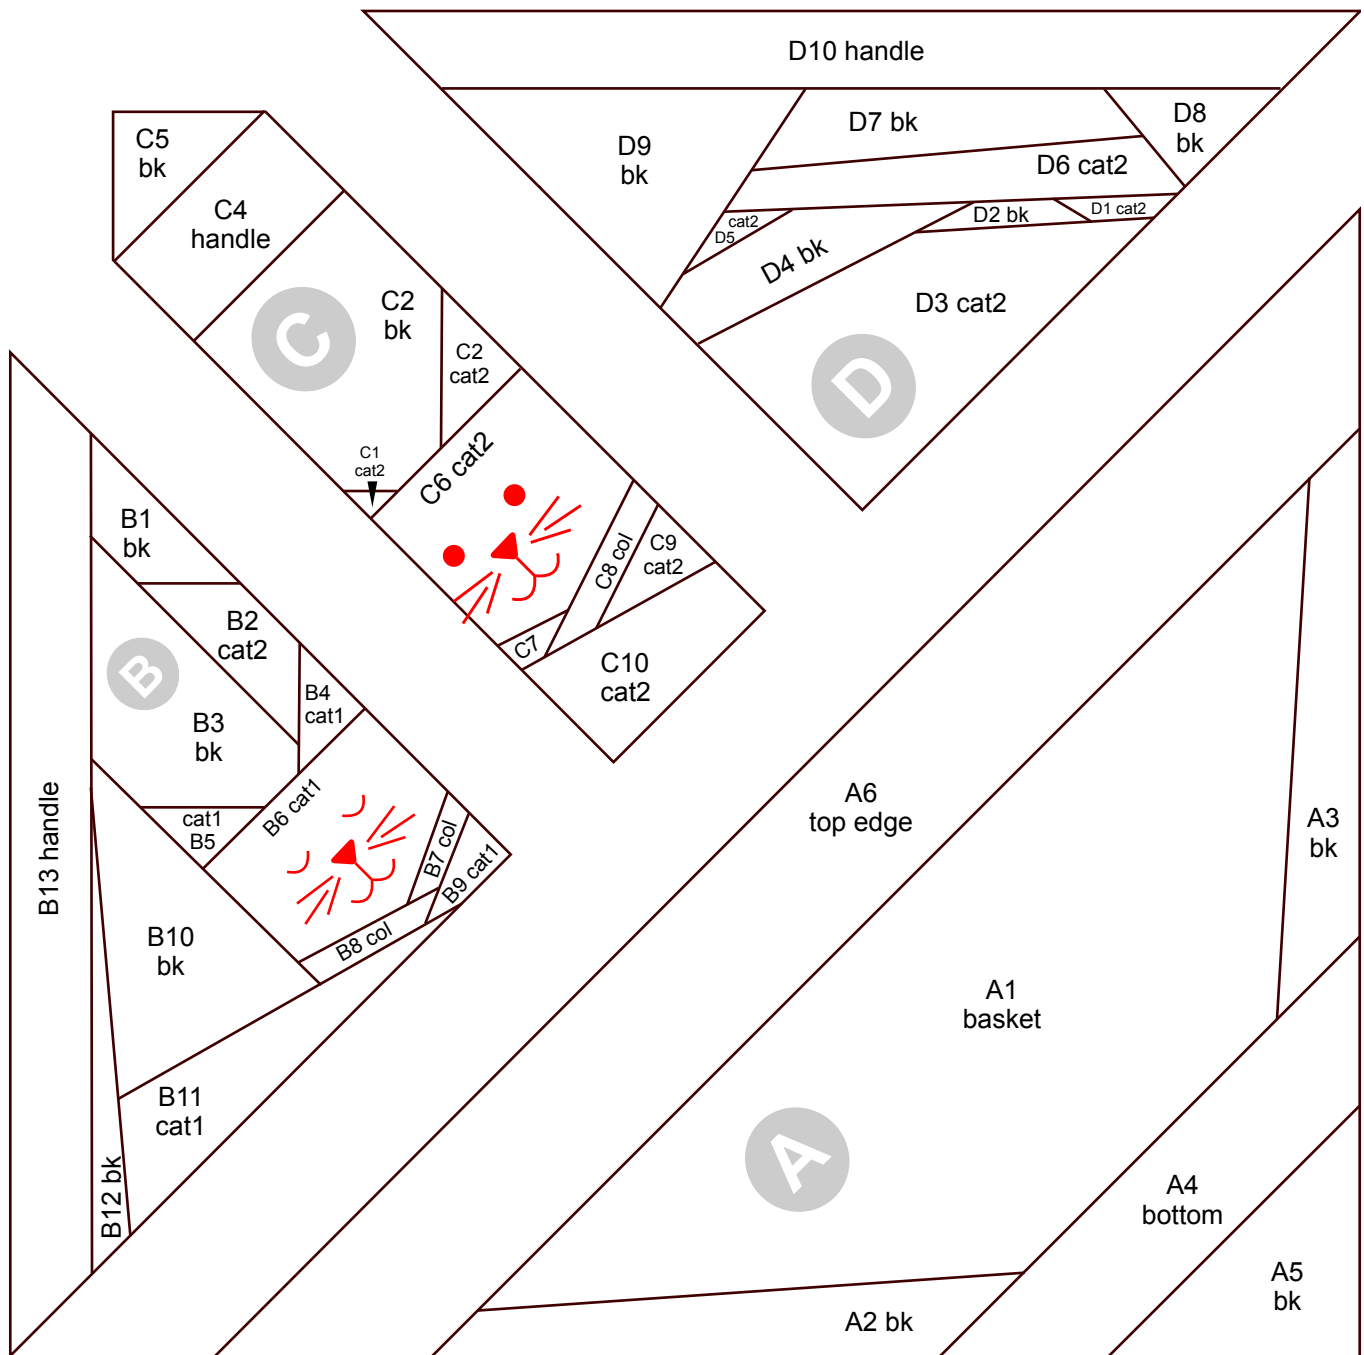 D10 handle
D7 bk
D8
bk
D9
bk
D6 cat2
D1 cat2
D2 bk
cat2
D5
D4 bk
D3 cat2
D
C5
bk
C4
handle
C2
bk
C
C2
cat2
C1
cat2
C6 cat2
C8 col
C9
cat2
C7
C10
cat2
B1
bk
B2
cat2
B
B3
bk
B4
cat1
cat1
B5
B6 cat1
B7 col
B9 cat1
B8 col
B10
bk
B11
cat1
B12 bk
B13 handle
A6
top edge
A3
bk
A1
basket
A
A4
bottom
A5
bk
A2 bk